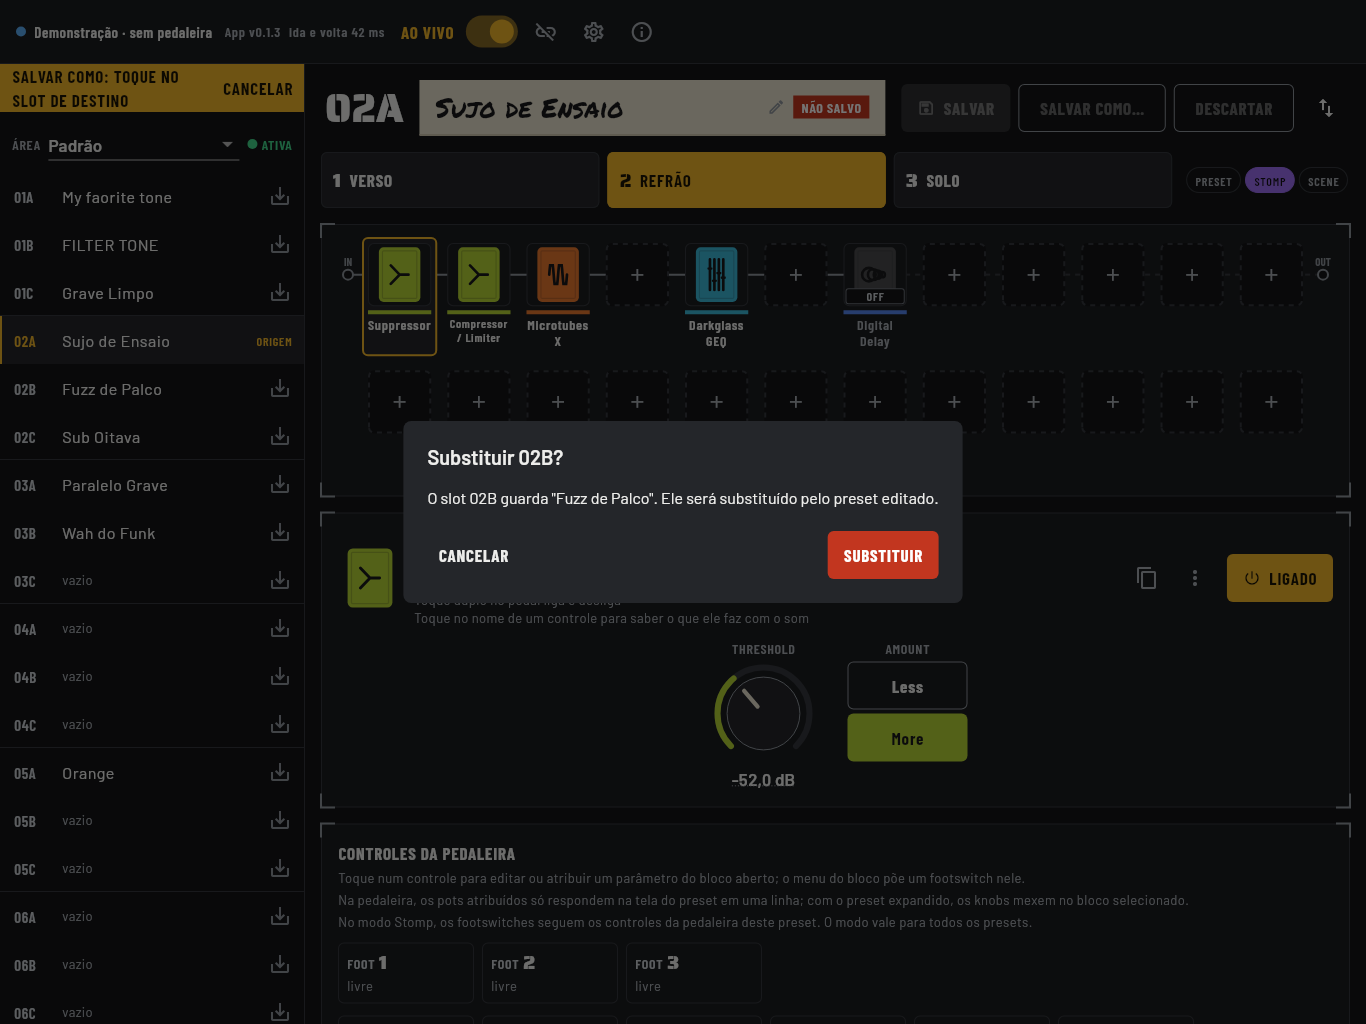 Demonstração · sem pedaleira App v0.1.3 Ida e volta 42 ms AO VIVO
SALVAR COMO: TOQUE NO
SLOT DE DESTINO
CANCELAR
ÁREA Padrão ATIVA
01A My faorite tone
01B FILTER TONE
01C Grave Limpo
02A Sujo de Ensaio ORIGEM
02B Fuzz de Palco
02C Sub Oitava
03A Paralelo Grave
03B Wah do Funk
03C vazio
04A vazio
04B vazio
04C vazio
05A Orange
05B vazio
05C vazio
06A vazio
06B vazio
06C vazio
02A Sujo de Ensaio NÃO SALVO
SALVAR SALVAR COMO... DESCARTAR
1 VERSO 2 REFRÃO 3 SOLO PRESET STOMP SCENE
IN
OUT
OFF
Suppressor
Compressor
/ Limiter
Microtubes
X
Darkglass
GEQ
Digital
Delay
Substituir 02B?
O slot 02B guarda "Fuzz de Palco". Ele será substituído pelo preset editado.
CANCELAR SUBSTITUIR
LIGADO
Toque no nome de um controle para saber o que ele faz com o som
THRESHOLD
-52,0 dB
AMOUNT
Less
More
CONTROLES DA PEDALEIRA
Toque num controle para editar ou atribuir um parâmetro do bloco aberto; o menu do bloco põe um footswitch nele.
Na pedaleira, os pots atribuídos só respondem na tela do preset em uma linha; com o preset expandido, os knobs mexem no bloco selecionado.
No modo Stomp, os footswitches seguem os controles da pedaleira deste preset. O modo vale para todos os presets.
FOOT 1
livre
FOOT 2
livre
FOOT 3
livre